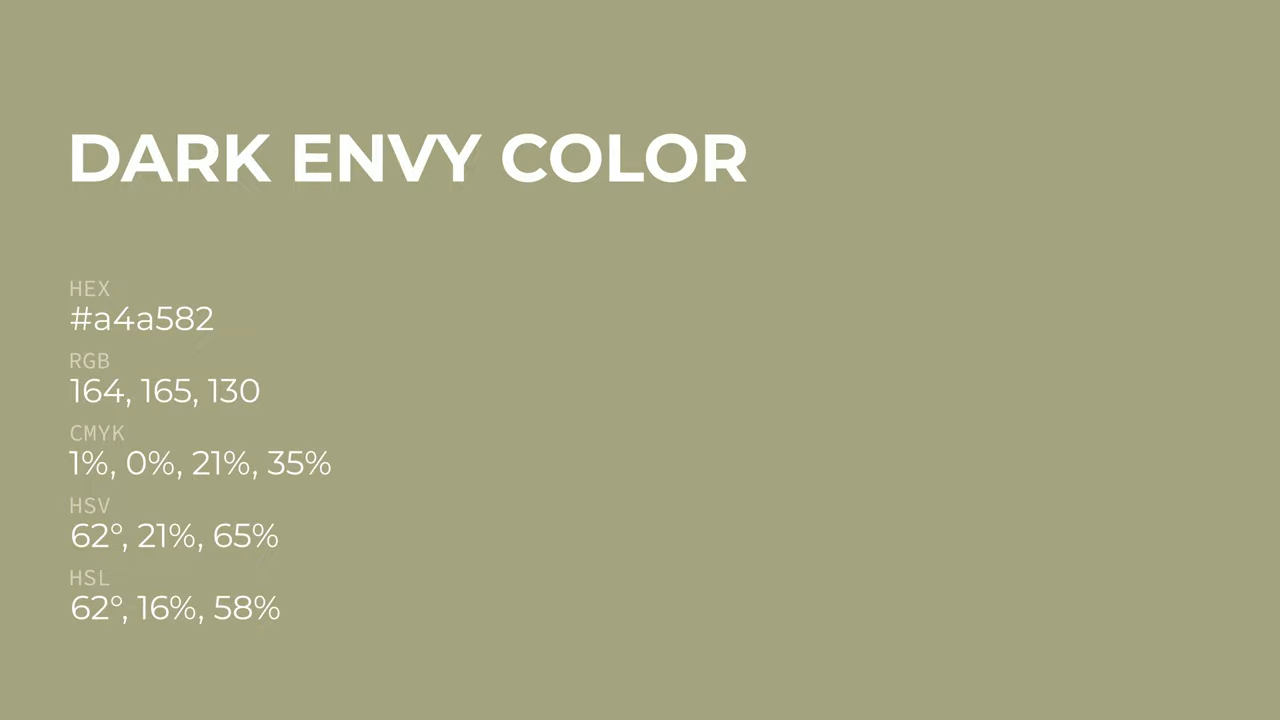 DARK ENVY COLOR
HEX
#a4a582
RGB
164, 165, 130
CMYK
1%, 0%, 21%, 35%
HSV
62°, 21%, 65%
HSL
62°, 16%, 58%